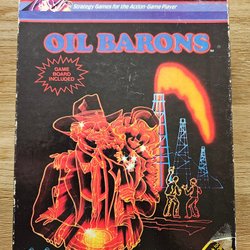 Strategy Games for the Action-Game Player
OIL BARONS
GAME
BOARD
INCLUDED